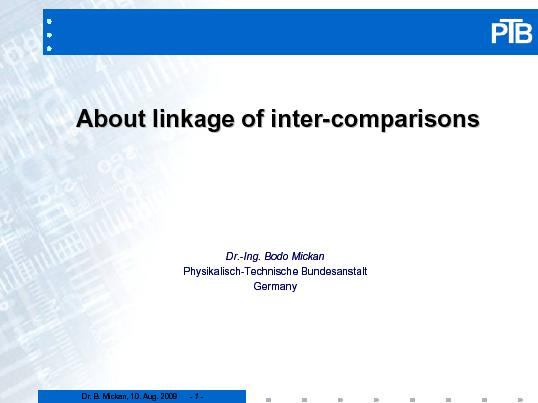 PTB
About linkage of inter-comparisons
Dr.-Ing. Bodo Mickan
Physikalisch-Technische Bundesanstalt
Germany
Dr. B. Mickan, 10. Aug. 2009 - 1 -